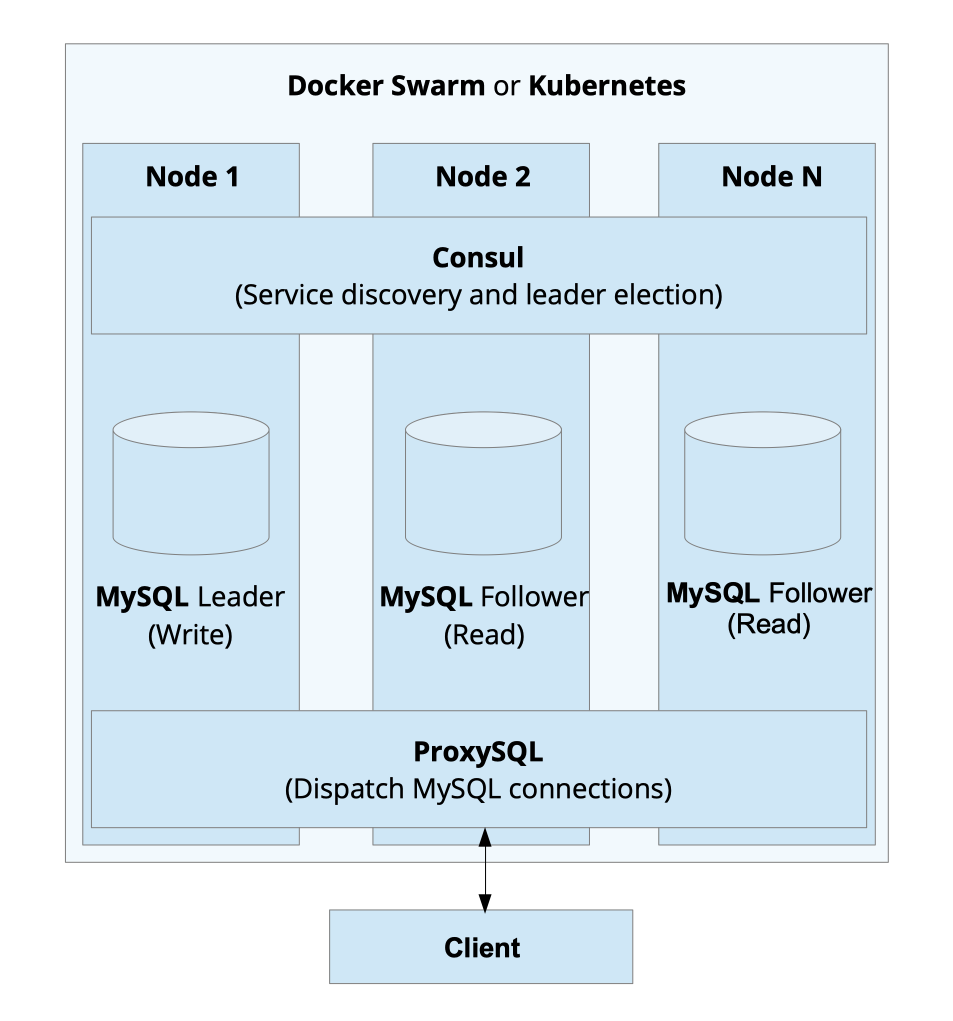 Docker Swarm or Kubernetes
Node 1
Node 2
Node N
Consul
(Service discovery and leader election)
MySQL Leader
(Write)
MySQL Follower
(Read)
MySQL Follower
(Read)
ProxySQL
(Dispatch MySQL connections)
Client